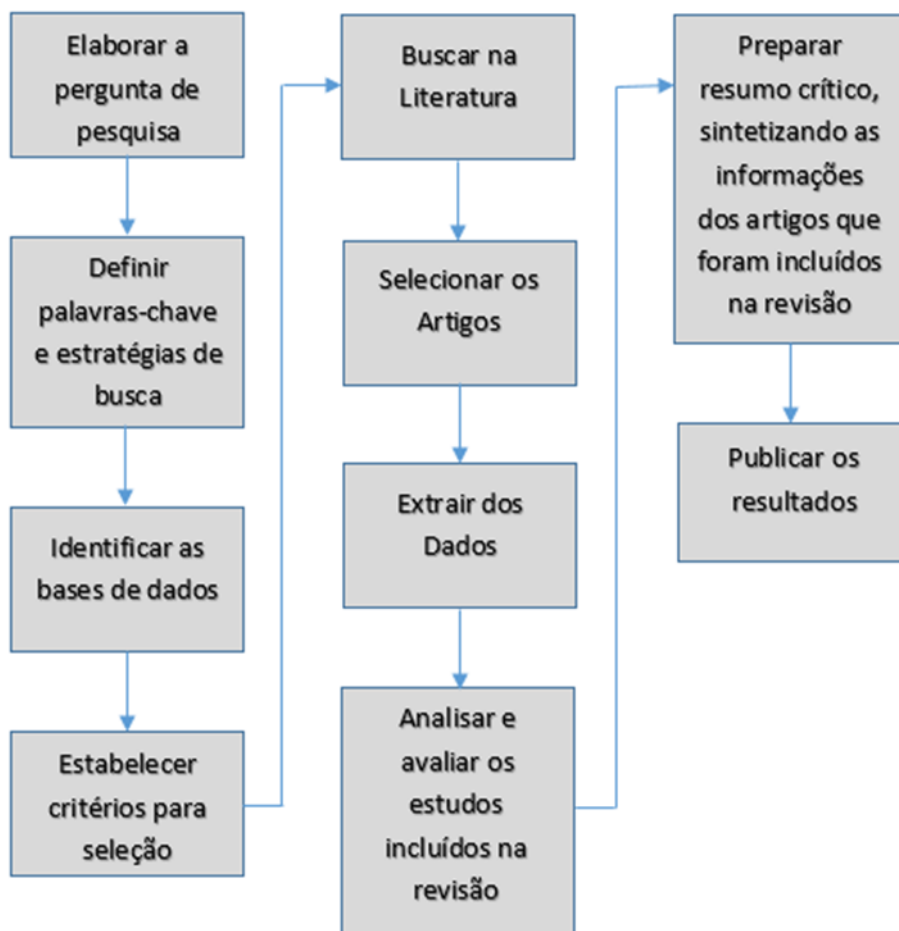 Elaborar a
pergunta de
pesquisa
Definir
palavras-chave
e estratégias de
busca
Identificar as
bases de dados
Estabelecer
critérios para
seleção
Buscar na
Literatura
Selecionar os
Artigos
Extrair dos
Dados
Analisar e
avaliar os
estudos
incluídos na
revisão
Preparar
resumo crítico,
sintetizando as
informações
dos artigos que
foram incluídos
na revisão
Publicar os
resultados